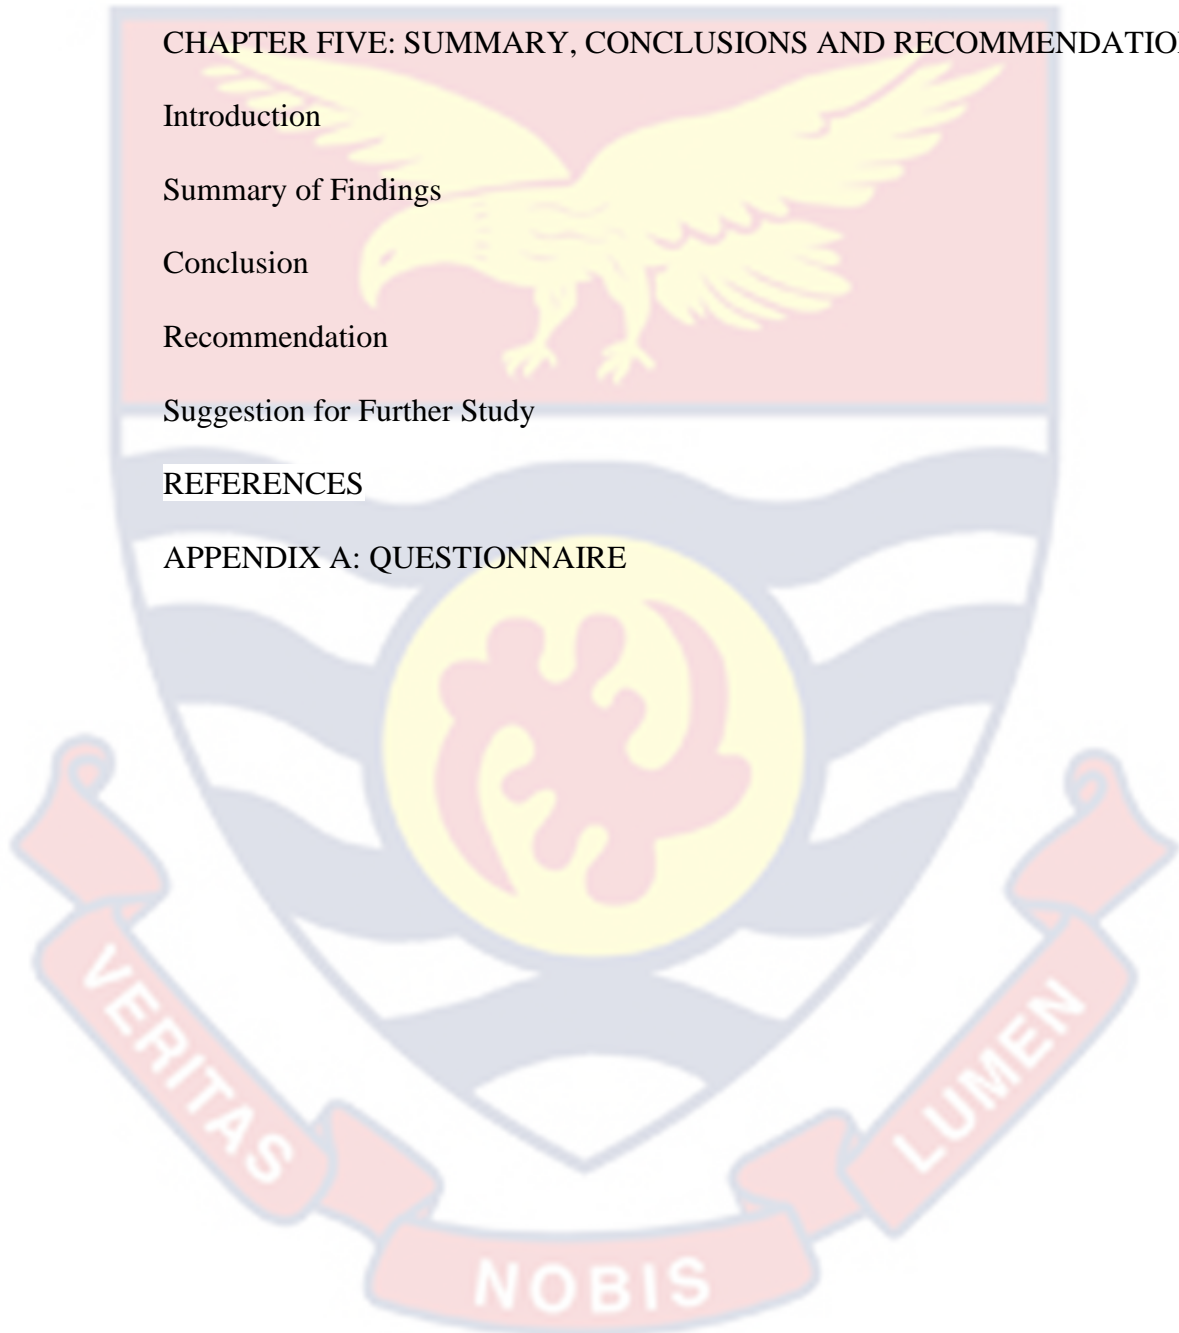 CHAPTER FIVE: SUMMARY, CONCLUSIONS AND
Introduction
Summary of Findings
Conclusion
Recommendation
Suggestion for Further Study
REFERENCES
APPENDIX A: QUESTIONNAIRE
VERITAS
NOBIS
LUMEN